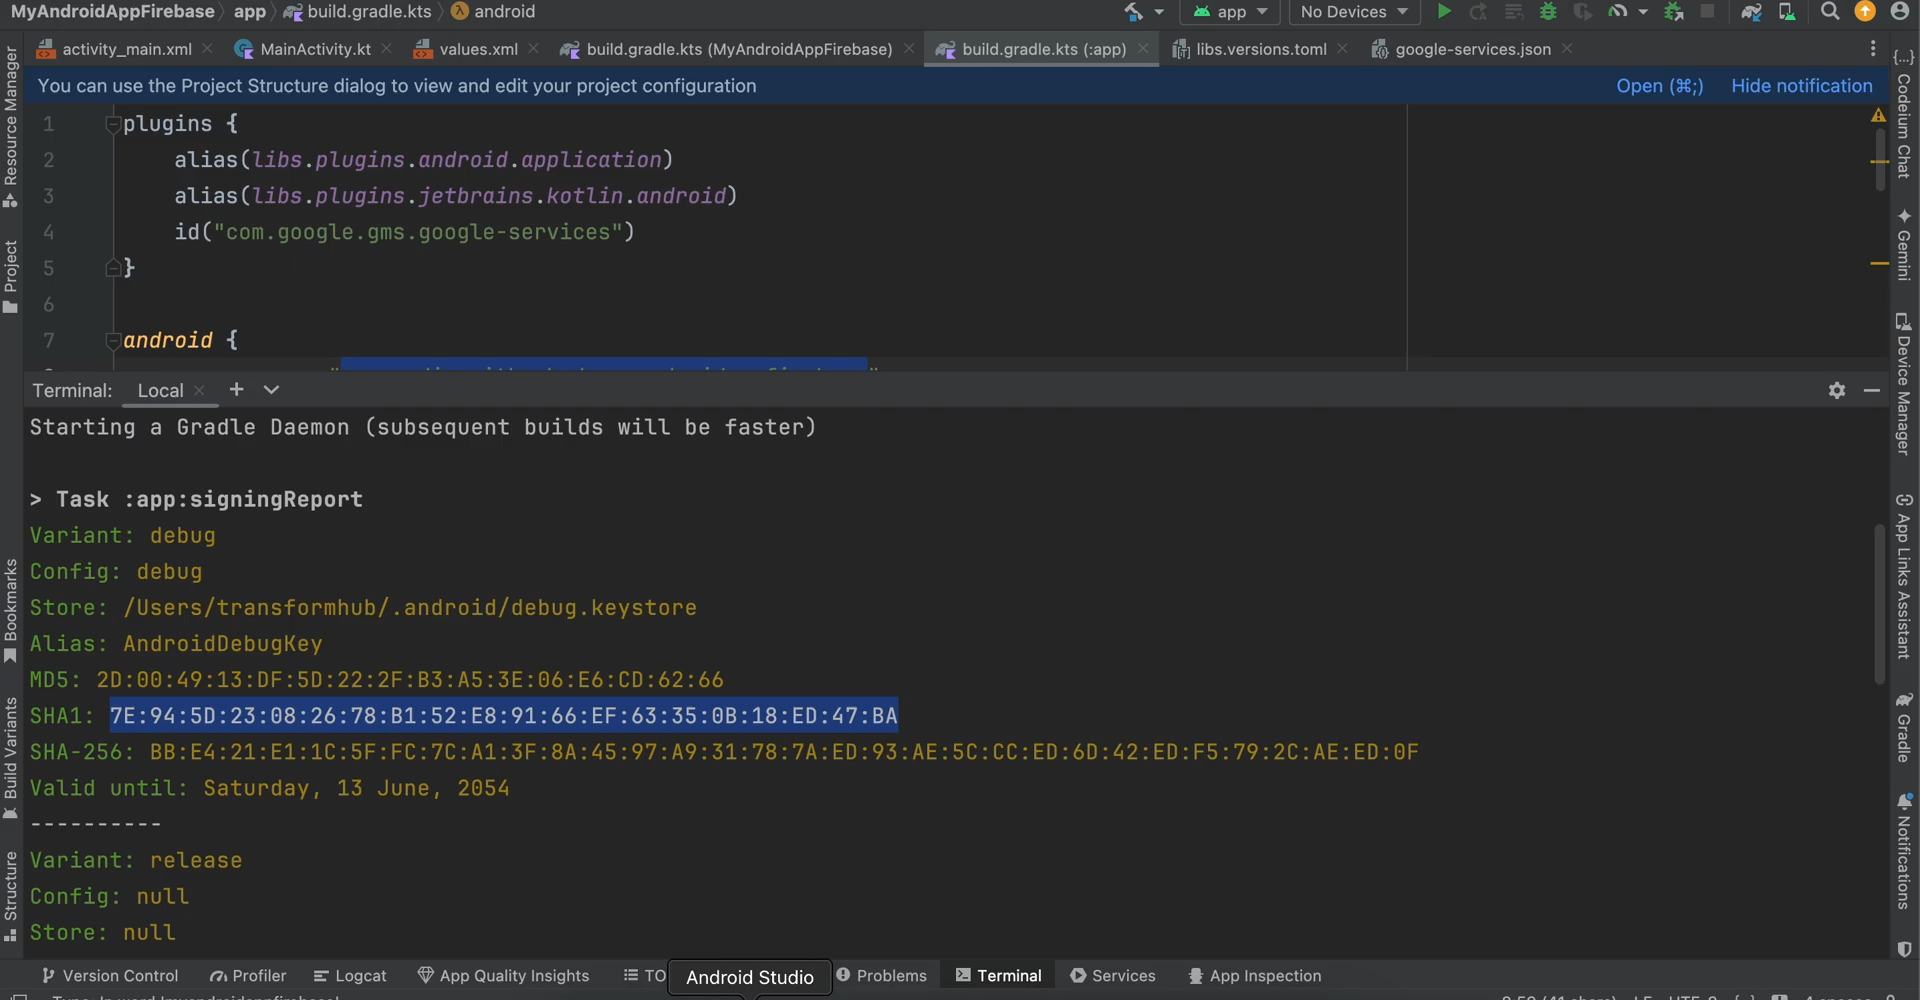 MyAndroidAppFirebase app build.gradle.kts android app No Devices
activity_main.xml MainActivity.kt values.xml build.gradle.kts (MyAndroidAppFirebase) build.gradle.kts (:app) libs.versions.toml google-services.json
You can use the Project Structure dialog to view and edit your project configuration Open (⌘;) Hide notification
1 plugins {
2 alias(libs.plugins.android.application)
3 alias(libs.plugins.jetbrains.kotlin.android)
4 id("com.google.gms.google-services")
5 }
6
7 android {
Terminal: Local
Starting a Gradle Daemon (subsequent builds will be faster)
> Task :app:signingReport
Variant: debug
Config: debug
Store: /Users/transformhub/.android/debug.keystore
Alias: AndroidDebugKey
MD5: 2D:00:49:13:DF:5D:22:2F:B3:A5:3E:06:E6:CD:62:66
SHA1: 7E:94:5D:23:08:26:78:B1:52:E8:91:66:EF:63:35:0B:18:ED:47:BA
SHA-256: BB:E4:21:E1:1C:5F:FC:7C:A1:3F:8A:45:97:A9:31:78:7A:ED:93:AE:5C:CC:ED:6D:42:ED:F5:79:2C:AE:ED:0F
Valid until: Saturday, 13 June, 2054
----------
Variant: release
Config: null
Store: null
Version Control Profiler Logcat App Quality Insights TO Android Studio Problems Terminal Services App Inspection
Resource Manager
Project
Bookmarks
Build Variants
Structure
{...}
Codeium Chat
Gemini
Device Manager
App Links Assistant
Gradle
Notifications